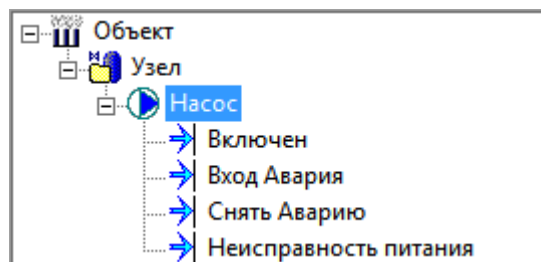 Объект
Узел
Насос
Включен
Вход Авария
Снять Аварию
Неисправность питания